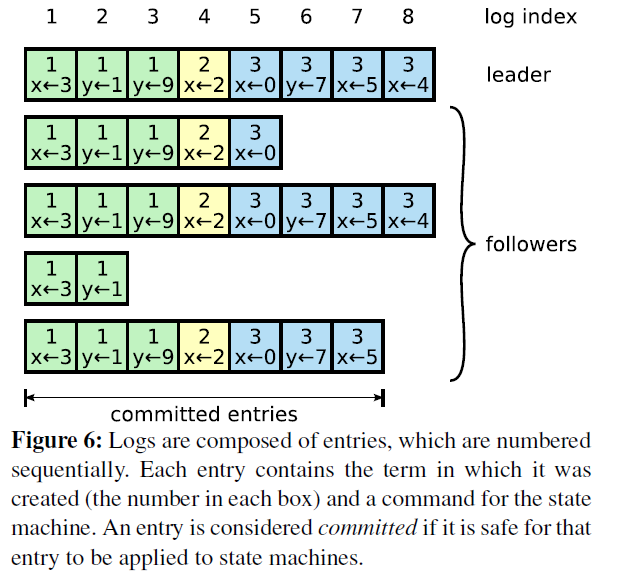 1 2 3 4 5 6 7 8 log index
1 1 1 2 3 3 3 3
x←3 y←1 y←9 x←2 x←0 y←7 x←5 x←4 leader
1 1 1 2 3
x←3 y←1 y←9 x←2 x←0
1 1 1 2 3 3 3 3
x←3 y←1 y←9 x←2 x←0 y←7 x←5 x←4
followers
1 1
x←3 y←1
1 1 1 2 3 3 3
x←3 y←1 y←9 x←2 x←0 y←7 x←5
committed entries
Figure 6: Logs are composed of entries, which are numbered
sequentially. Each entry contains the term in which it was
created (the number in each box) and a command for the state
machine. An entry is considered committed if it is safe for that
entry to be applied to state machines.